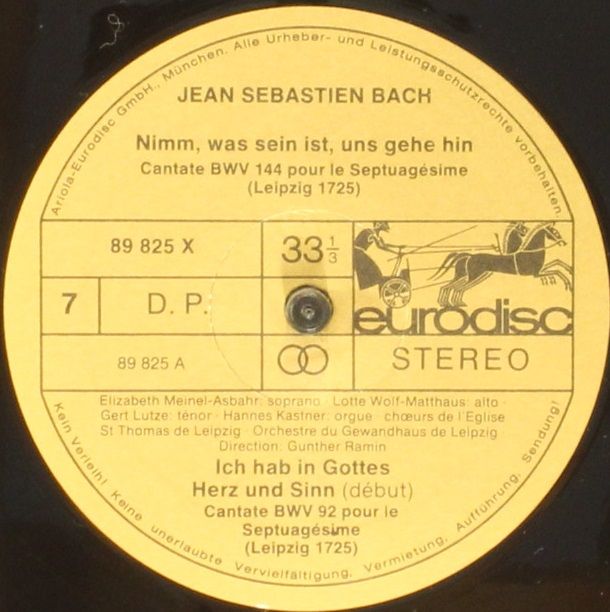 Ariola-Eurodisc GmbH., München. Alle Urheber- und Leistungsschutzrechte vorbehalten.
JEAN SEBASTIEN BACH
Nimm, was sein ist, uns gehe hin
Cantate BWV 144 pour le Septuagésime
(Leipzig 1725)
89 825 X
33 1/3
7
D. P.
eurodisc
89 825 A
STEREO
Elizabeth Meinel-Asbahr: soprano · Lotte Wolf-Matthaus: alto ·
Gert Lutze: ténor · Hannes Kastner: orgue · chœurs de l'Eglise
St Thomas de Leipzig · Orchestre du Gewandhaus de Leipzig
Direction: Gunther Ramin
Ich hab in Gottes
Herz und Sinn (début)
Cantate BWV 92 pour le
Septuagésime
(Leipzig 1725)
Kein Verleih! Keine unerlaubte Vervielfältigung, Vermietung, Aufführung, Sendung!